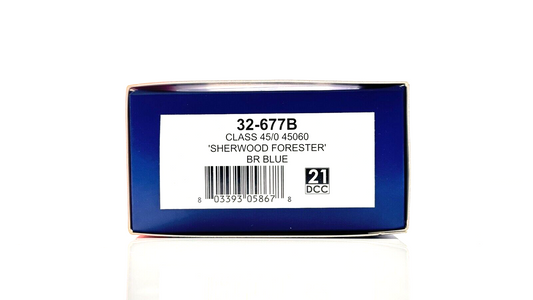 32-677B
CLASS 45/0 45060
'SHERWOOD FORESTER'
BR BLUE
21
DCC
8 03393 05867 8